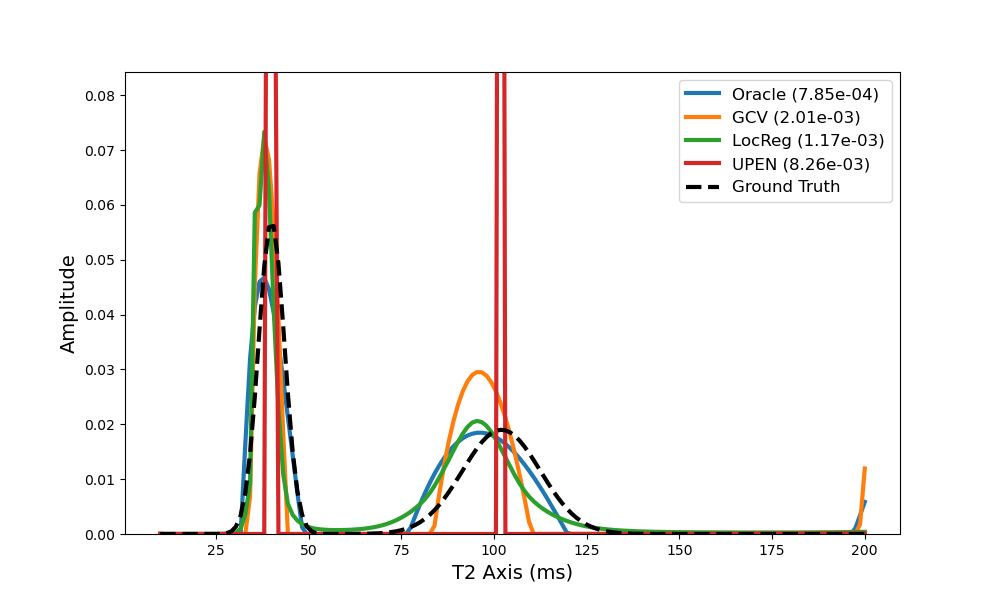 Oracle (7.85e-04)
GCV (2.01e-03)
LocReg (1.17e-03)
UPEN (8.26e-03)
Ground Truth
Amplitude
0.08
0.07
0.06
0.05
0.04
0.03
0.02
0.01
0.00
25 50 75 100 125 150 175 200
T2 Axis (ms)